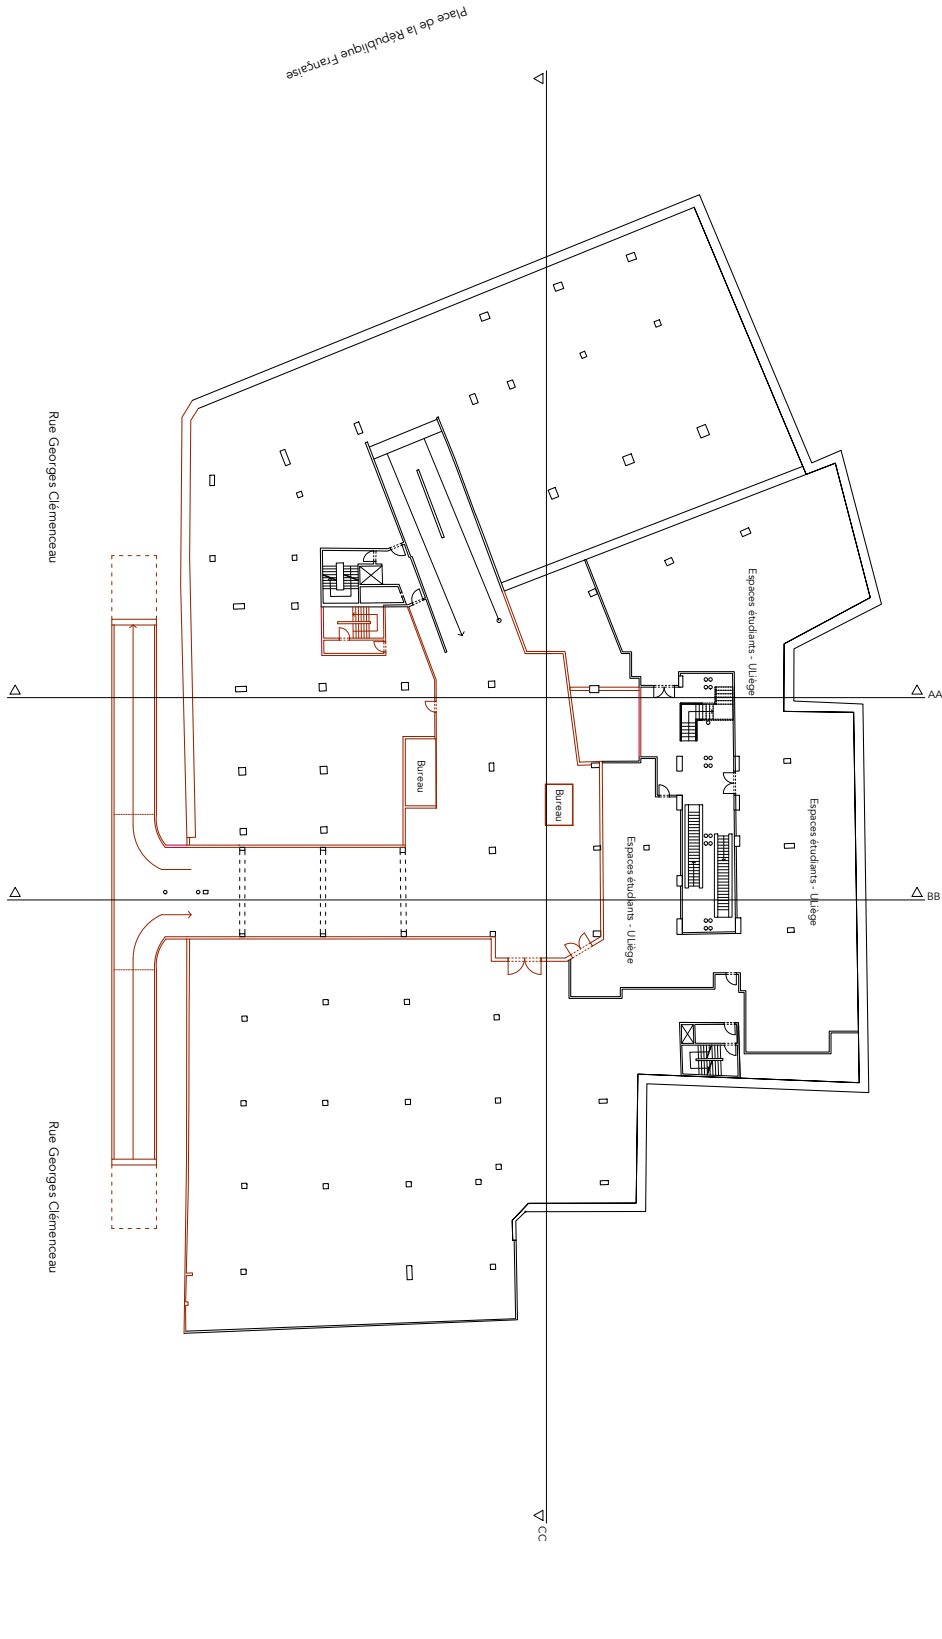 Place de la République Française
Rue Georges Clémenceau
Espaces étudiants - ULiège
AA
Bureau
Bureau
Espaces étudiants - ULiège
Espaces étudiants - ULiège
BB
Rue Georges Clémenceau
CC